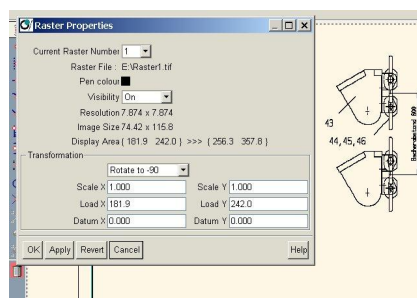 Raster Properties
Current Raster Number 1
Raster File : E:\Raster1.tif
Pen colour
Visibility On
Resolution 7.874 x 7.874
Image Size 74.42 x 115.8
Display Area ( 181.9 242.0 ) >>> ( 256.3 357.8 )
Transformation
Rotate to -90
Scale X 1.000 Scale Y 1.000
Load X 181.9 Load Y 242.0
Datum X 0.000 Datum Y 0.000
OK Apply Revert Cancel Help
43
44,45,46